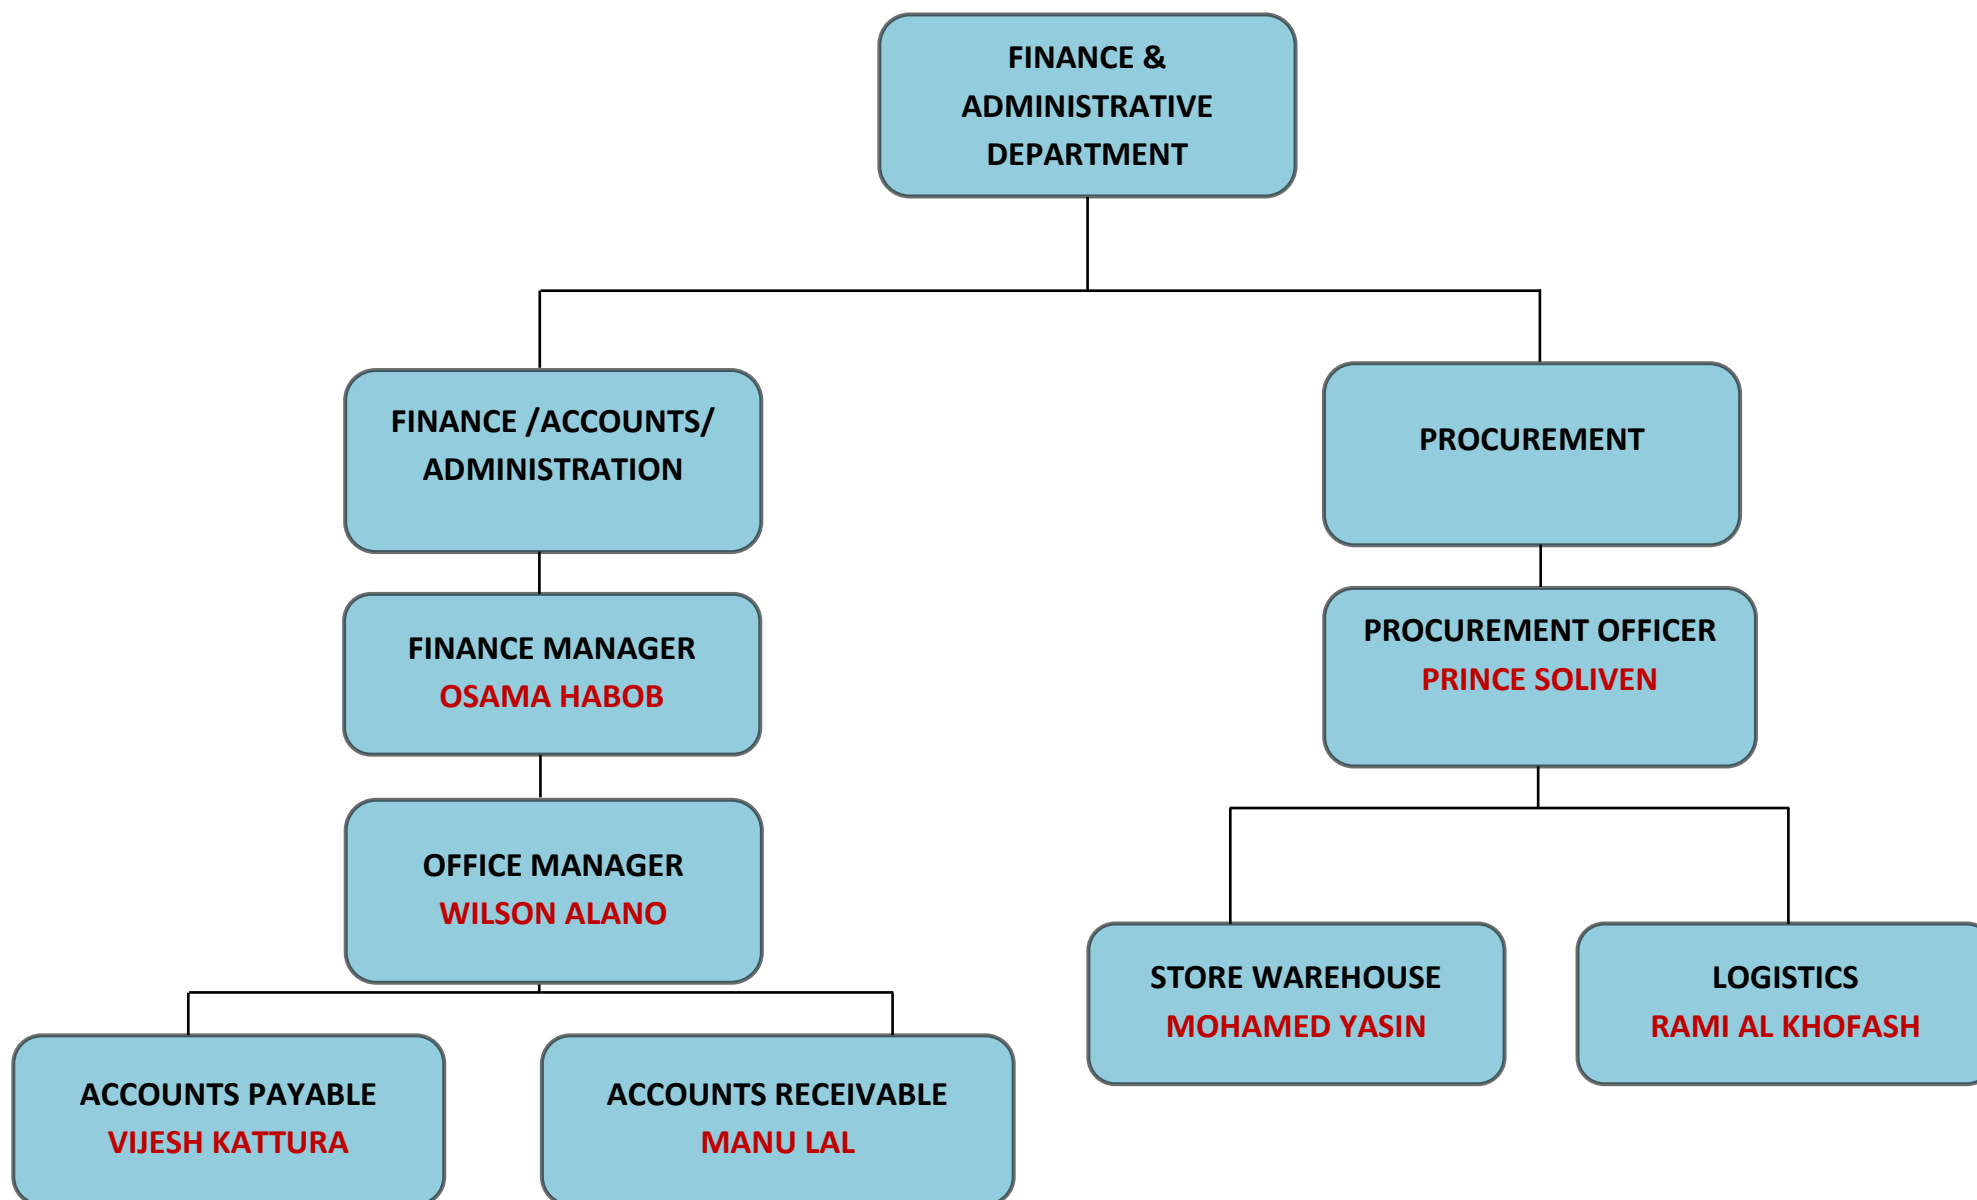 FINANCE &
ADMINISTRATIVE
DEPARTMENT
FINANCE /ACCOUNTS/
ADMINISTRATION
PROCUREMENT
FINANCE MANAGER
OSAMA HABOB
PROCUREMENT OFFICER
PRINCE SOLIVEN
OFFICE MANAGER
WILSON ALANO
STORE WAREHOUSE
MOHAMED YASIN
LOGISTICS
RAMI AL KHOFASH
ACCOUNTS PAYABLE
VIJESH KATTURA
ACCOUNTS RECEIVABLE
MANU LAL